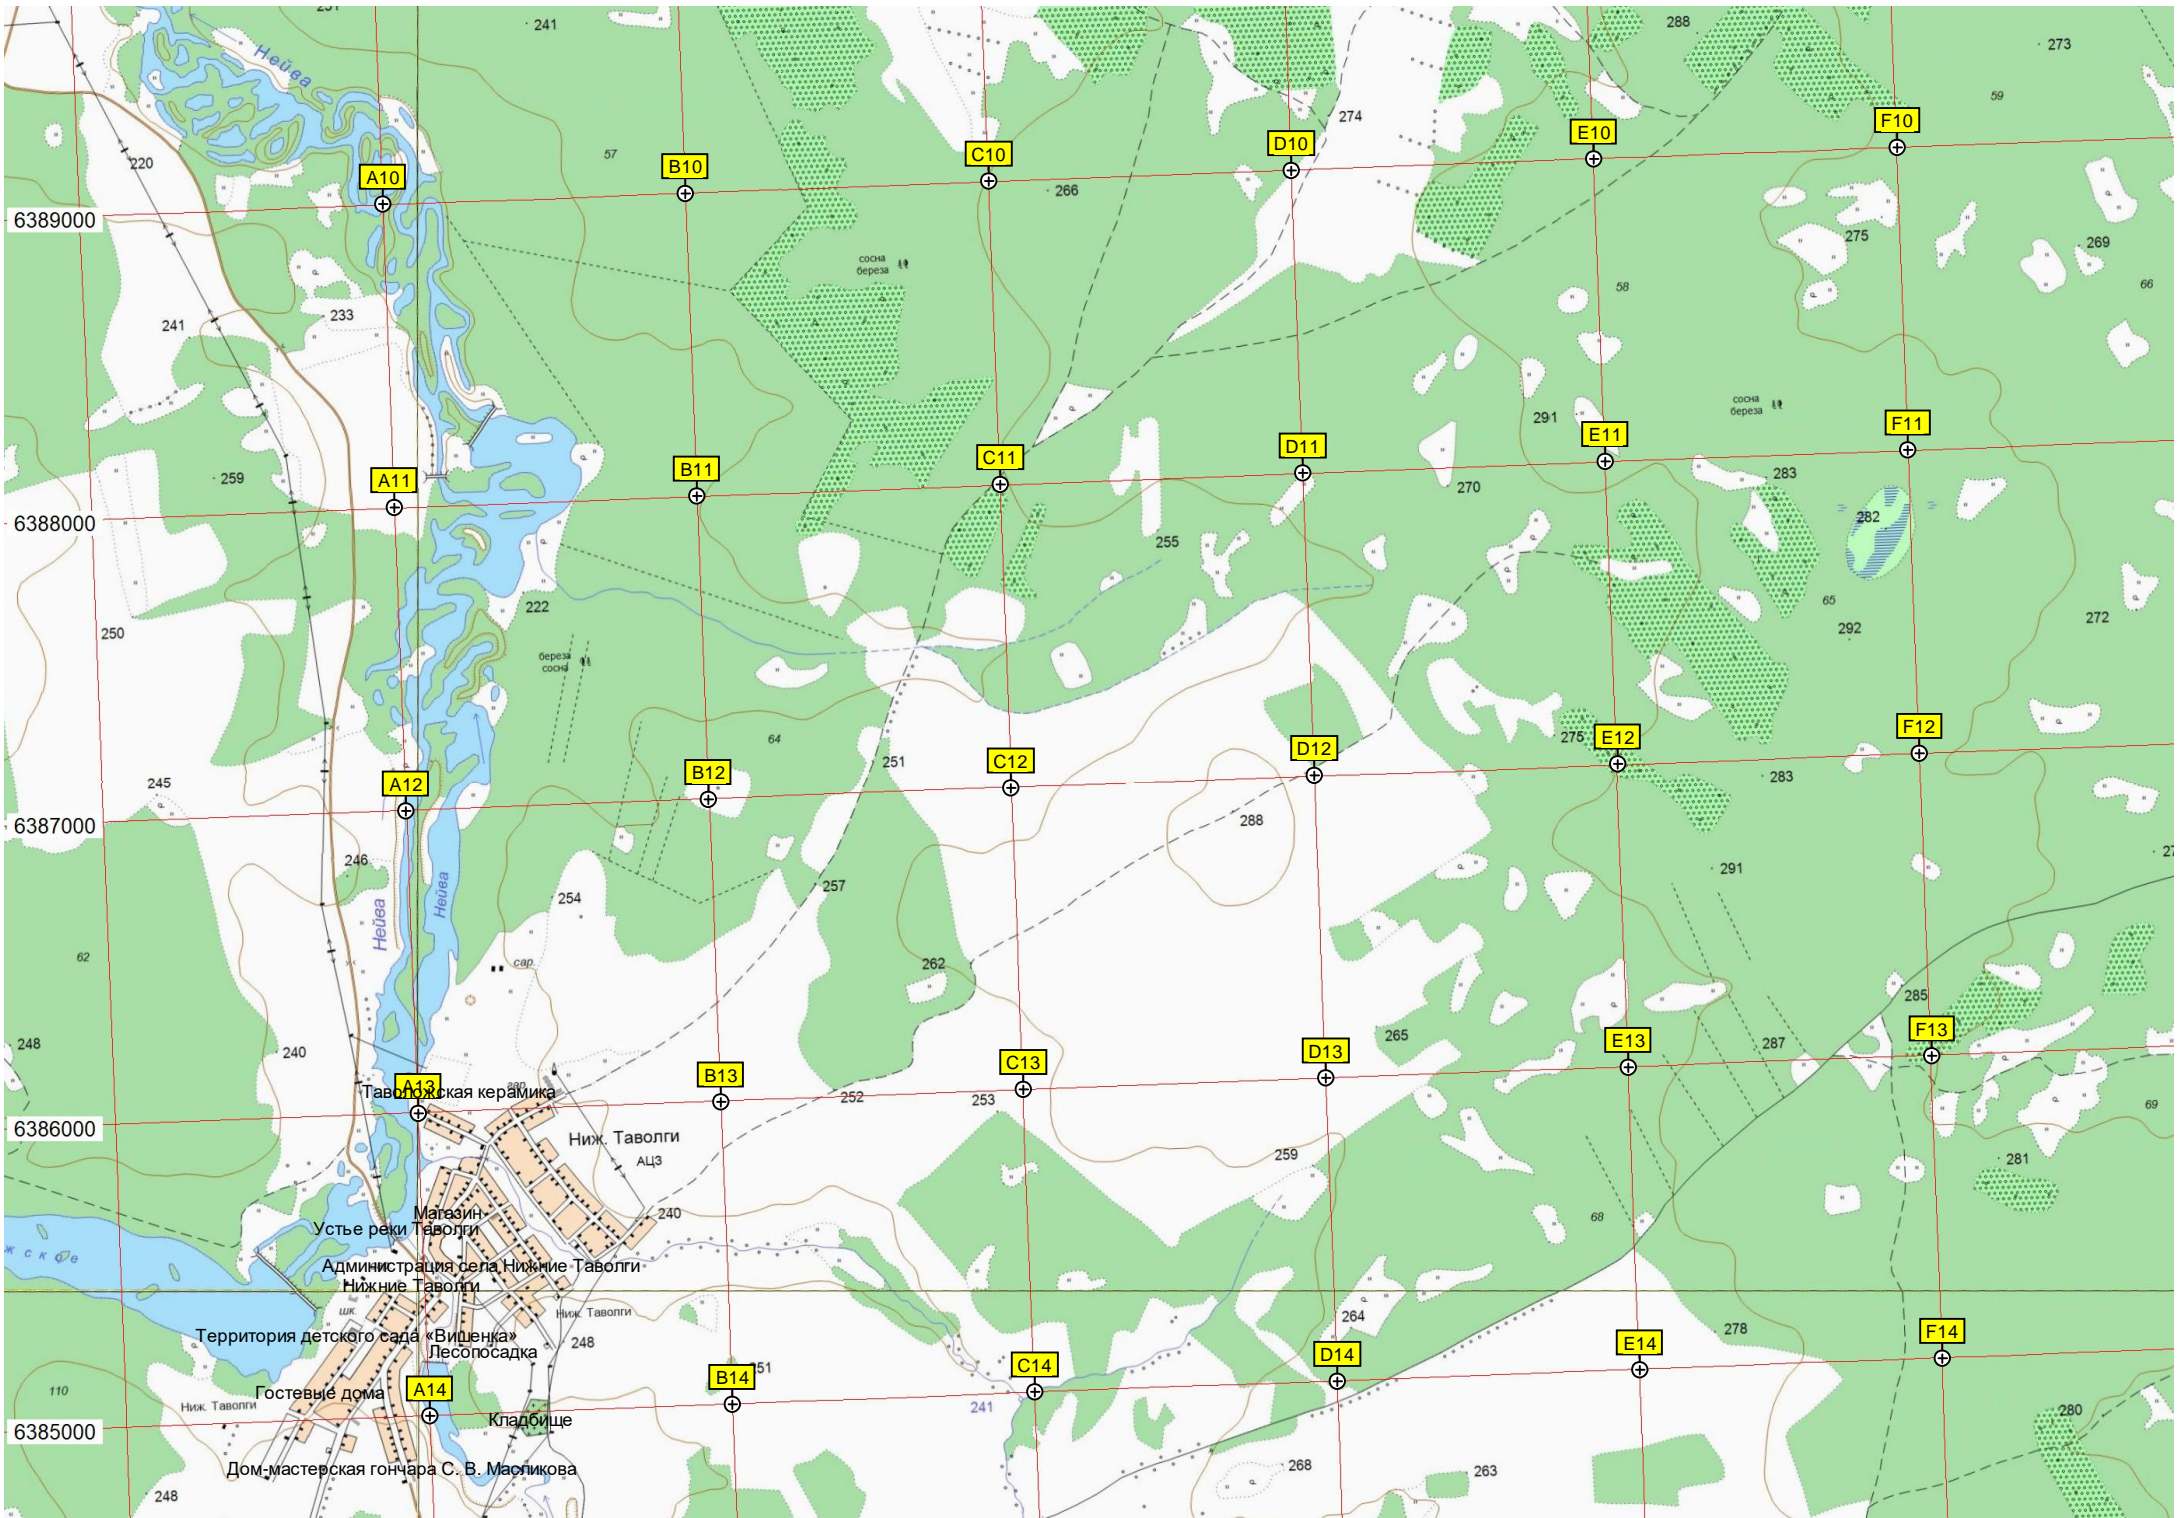 241
288
273
Нейва
59
274
F10
E10
D10
C10
57
B10
220
A10
266
6389000
275
269
сосна
береза
58
66
233
241
291
сосна
береза
F11
E11
D11
C11
B11
A11
259
270
283
282
6388000
255
222
65
292
272
250
береза
сосна
64
251
275
E12
F12
D12
C12
B12
A12
245
283
6387000
288
246
291
254
257
Нейва
Нейва
62
сар.
262
285
248
240
265
287
F13
E13
D13
C13
B13
A13
Таволожская керамика
252
253
69
6386000
Ниж. Таволги
АЦЗ
259
281
240
Магазин
Устье реки Таволги
68
жское
Администрация села Нижние Таволги
Нижние Таволги
шк.
Ниж. Таволги
264
278
248
Территория детского сада «Вишенка»
Лесопосадка
F14
E14
D14
C14
B14
251
A14
110
Гостевые дома
Ниж. Таволги
241
280
Кладбище
6385000
Дом-мастерская гончара С. В. Масликова
268
263
248